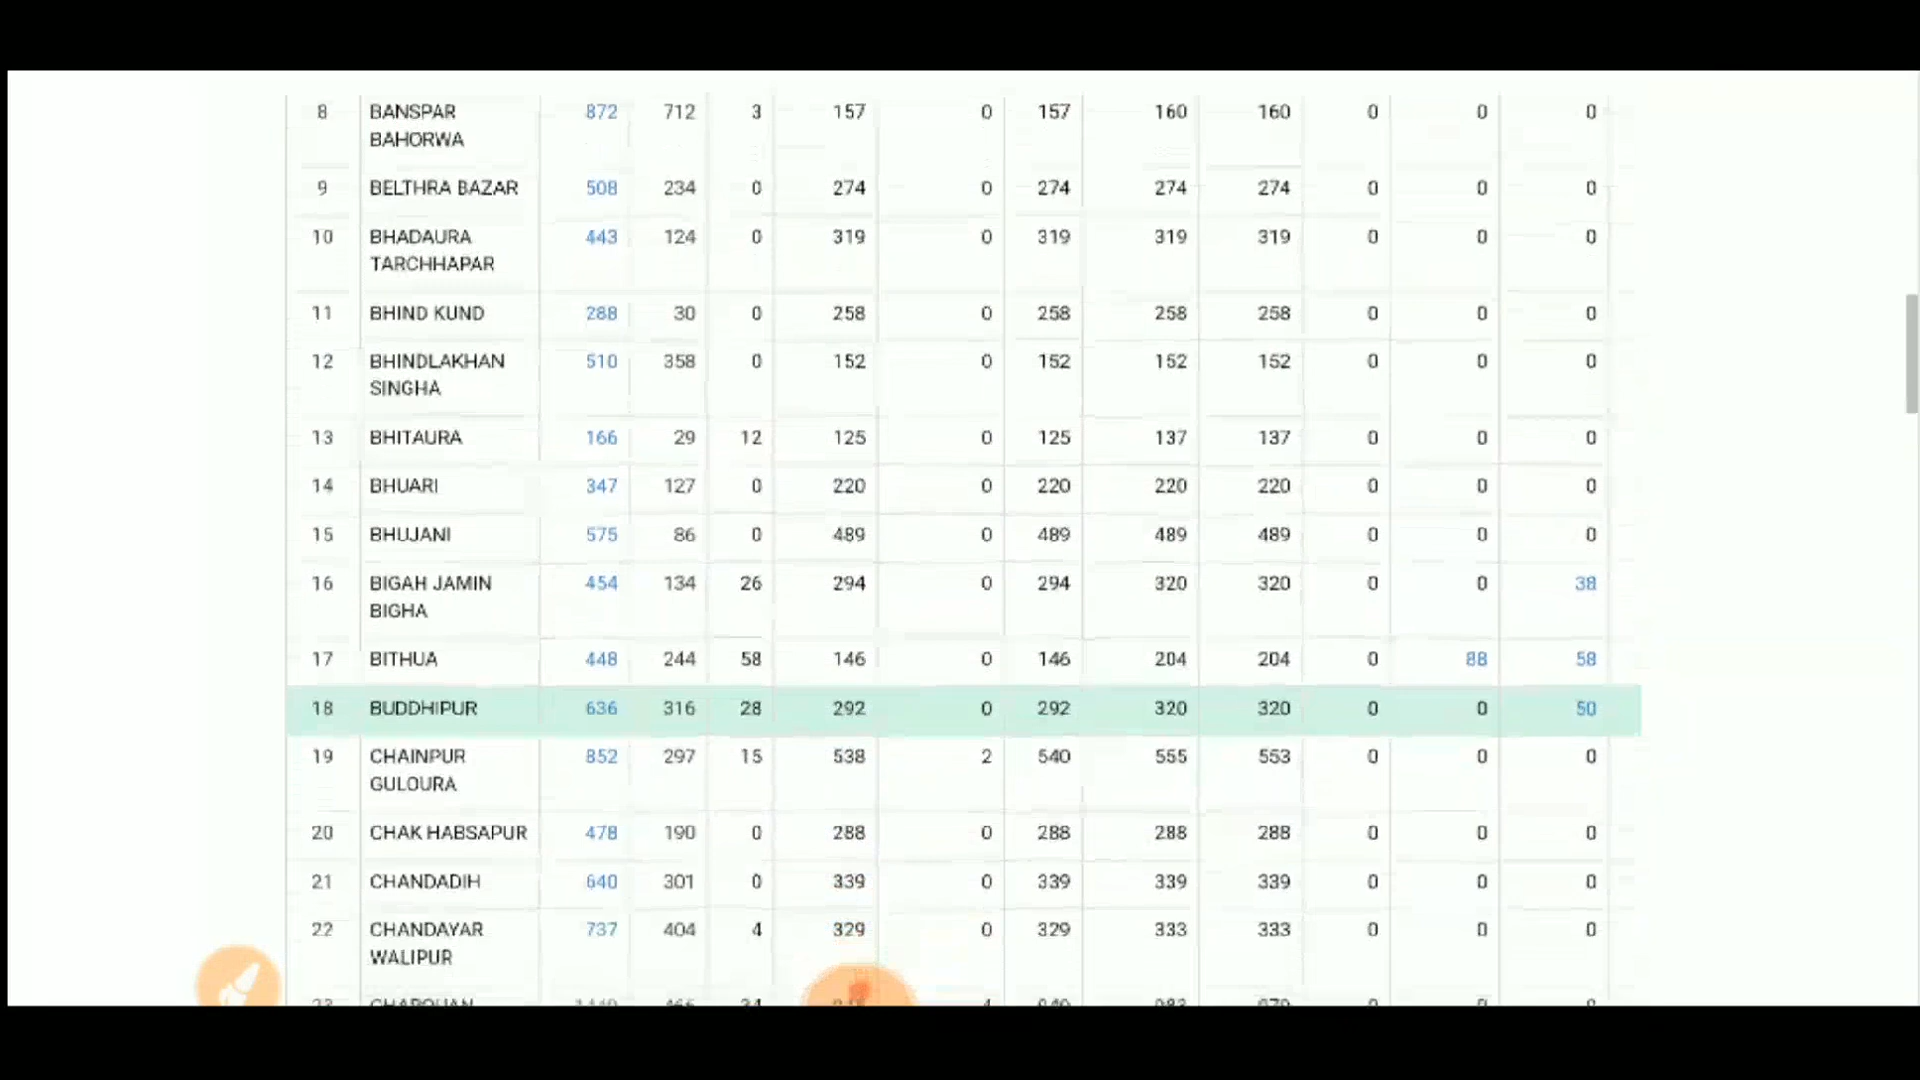 8 BANSPAR 872 712 3 157 0 157 160 160 0 0 0
BAHORWA
9 BELTHRA BAZAR 508 234 0 274 0 274 274 274 0 0 0
10 BHADAURA 443 124 0 319 0 319 319 319 0 0 0
TARCHHAPAR
11 BHIND KUND 288 30 0 258 0 258 258 258 0 0 0
12 BHINDLAKHAN 510 358 0 152 0 152 152 152 0 0 0
SINGHA
13 BHITAURA 166 29 12 125 0 125 137 137 0 0 0
14 BHUARI 347 127 0 220 0 220 220 220 0 0 0
15 BHUJANI 575 86 0 489 0 489 489 489 0 0 0
16 BIGAH JAMIN 454 134 26 294 0 294 320 320 0 0 38
BIGHA
17 BITHUA 448 244 58 146 0 146 204 204 0 88 58
18 BUDDHIPUR 636 316 28 292 0 292 320 320 0 0 50
19 CHAINPUR 852 297 15 538 2 540 555 553 0 0 0
GULOURA
20 CHAK HABSAPUR 478 190 0 288 0 288 288 288 0 0 0
21 CHANDADIH 640 301 0 339 0 339 339 339 0 0 0
22 CHANDAYAR 737 404 4 329 0 329 333 333 0 0 0
WALIPUR